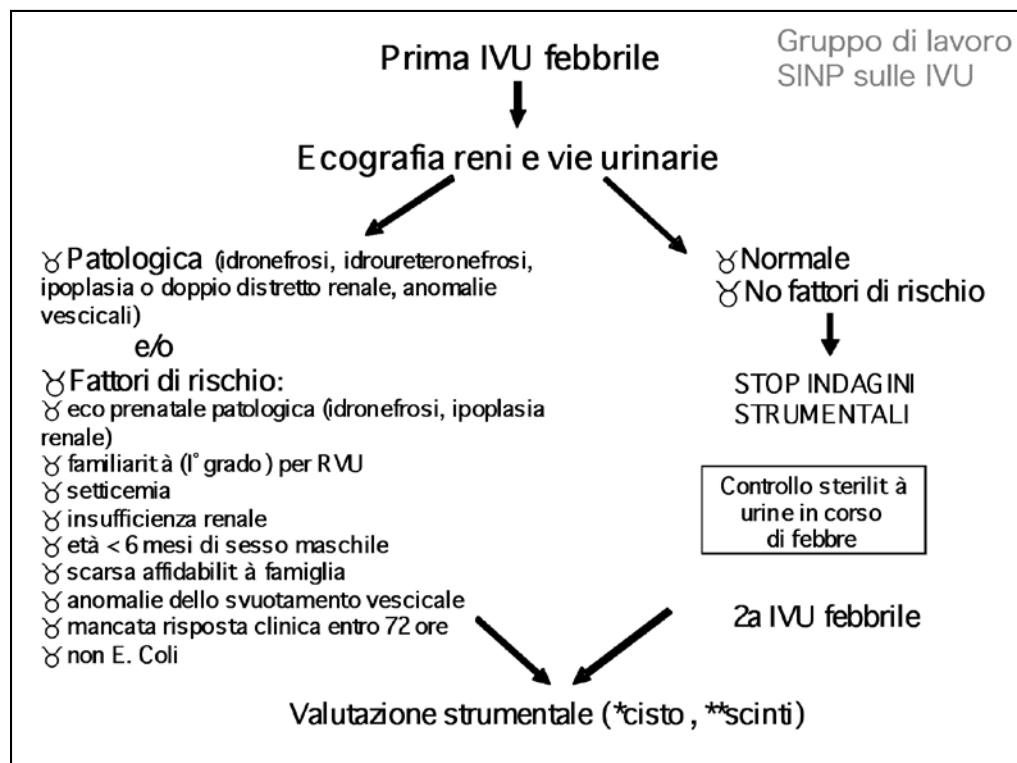 Prima IVU febbrile
Gruppo di lavoro
SINP sulle IVU
Ecografia reni e vie urinarie
♉Patologica (idronefrosi, idroureteronefrosi,
ipoplasia o doppio distretto renale, anomalie
vescicali)
e/o
♉Fattori di rischio:
♉ eco prenatale patologica (idronefrosi, ipoplasia
renale)
♉ familiarità (I° grado) per RVU
♉ setticemia
♉ insufficienza renale
♉ età < 6 mesi di sesso maschile
♉ scarsa affidabilità famiglia
♉ anomalie dello svuotamento vescicale
♉ mancata risposta clinica entro 72 ore
♉ non E. Coli
♉Normale
♉No fattori di rischio
STOP INDAGINI
STRUMENTALI
Controllo sterilità
urine in corso
di febbre
2a IVU febbrile
Valutazione strumentale (*cisto, **scinti)